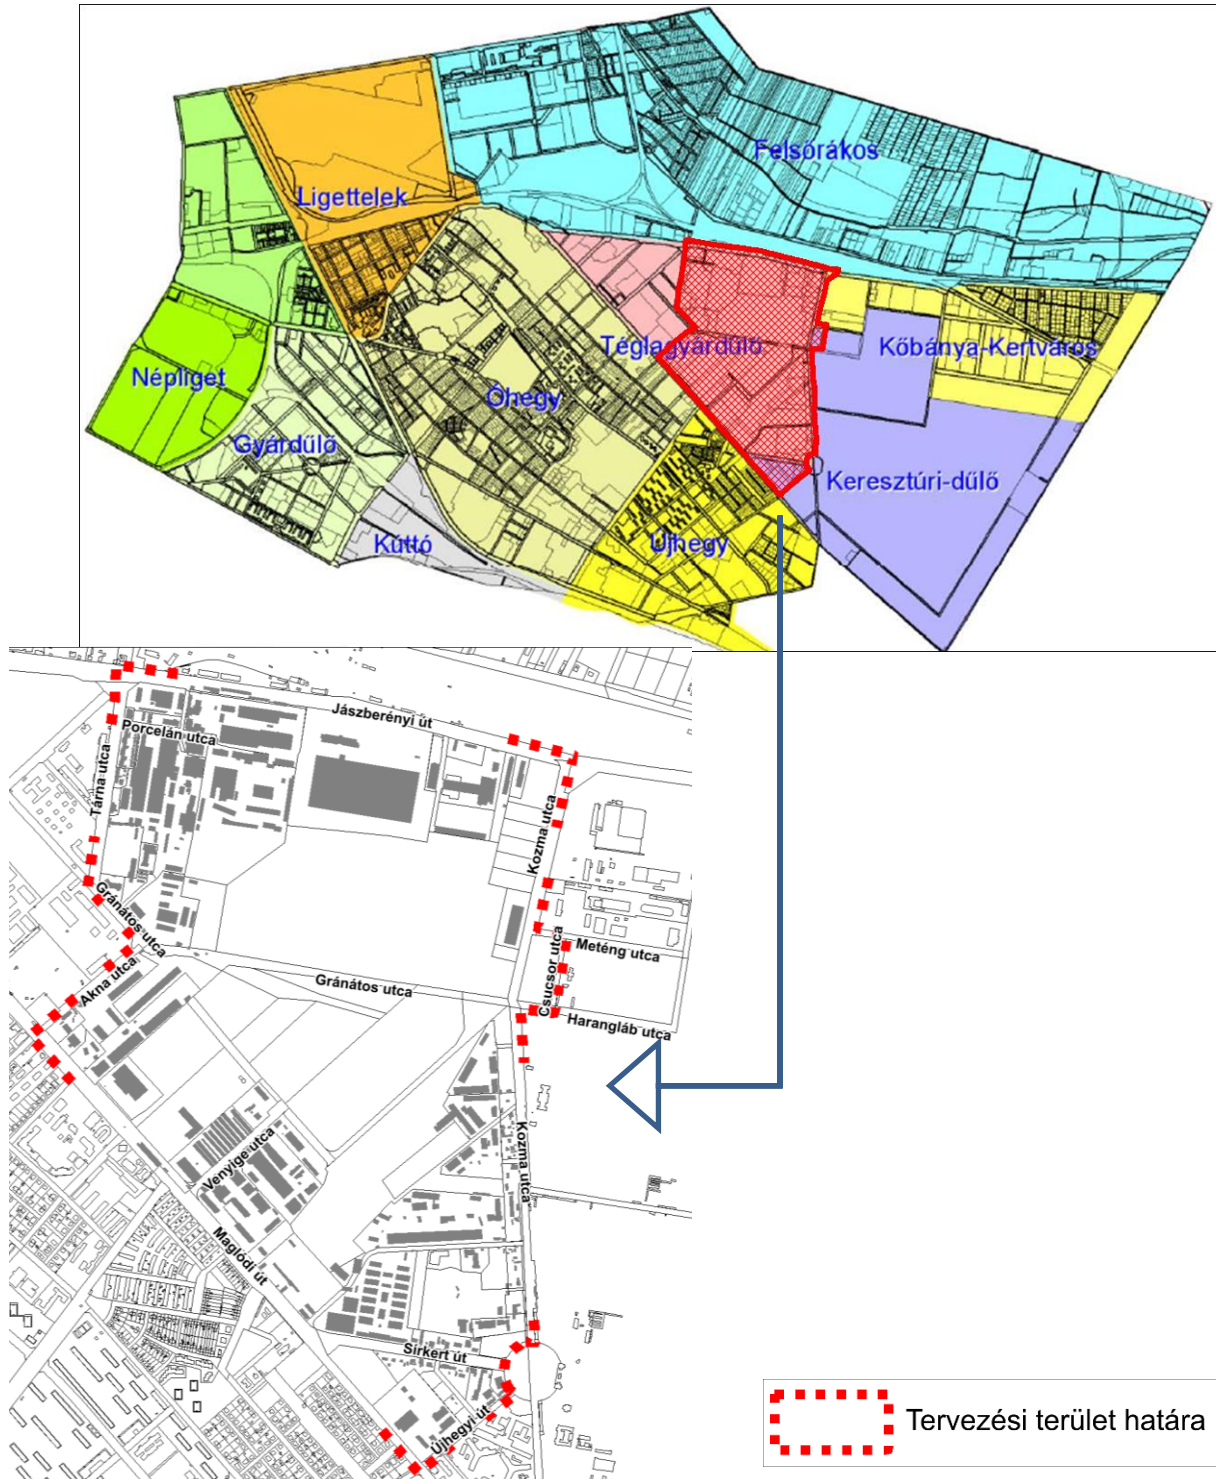 Felsőrákos
Ligettelek
Téglagyárdűlő
Kőbánya-Kertváros
Népliget
Óhegy
Gyárdűlő
Keresztúri-dűlő
Kúttó
Újhegy
Jászberényi út
Porcelán utca
Tárna utca
Kozma utca
Gránátos utca
Csucsor utca
Meténg utca
Akna utca
Gránátos utca
Harangláb utca
Kozma utca
Venyige utca
Maglódi út
Sírkert út
Újhegyi út
Tervezési terület határa